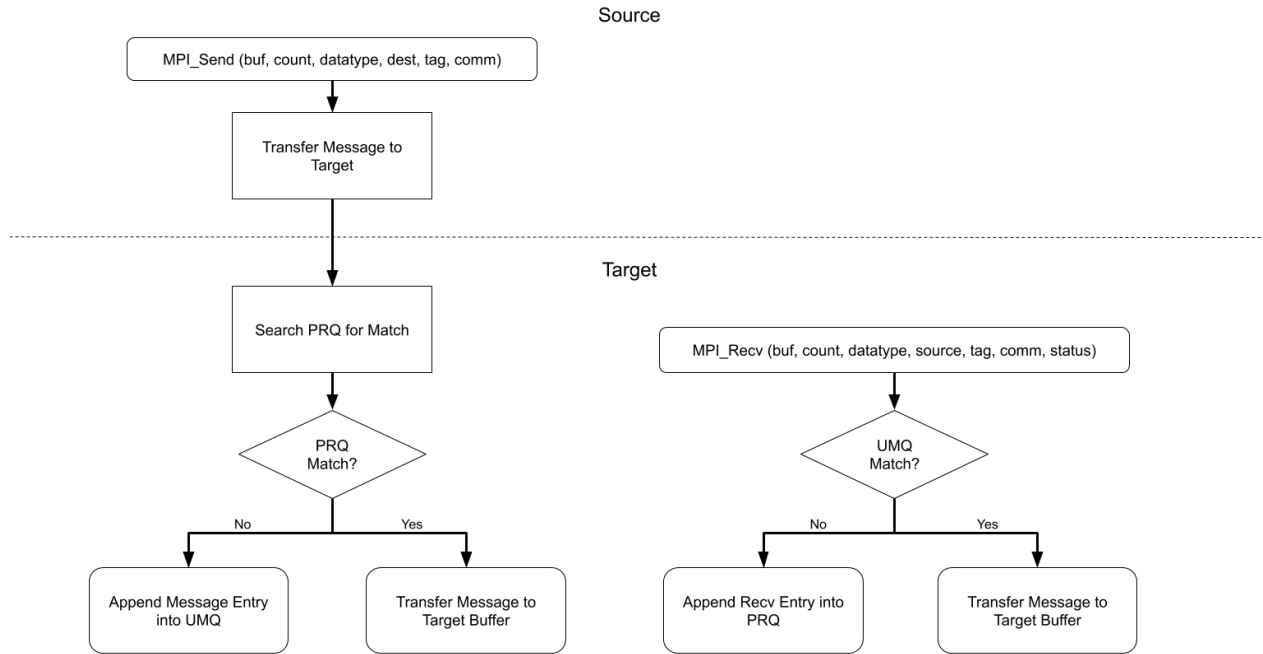 Source
MPI_Send (buf, count, datatype, dest, tag, comm)
Transfer Message to
Target
Target
Search PRQ for Match
PRQ
Match?
No
Yes
Append Message Entry
into UMQ
Transfer Message to
Target Buffer
MPI_Recv (buf, count, datatype, source, tag, comm, status)
UMQ
Match?
No
Yes
Append Recv Entry into
PRQ
Transfer Message to
Target Buffer